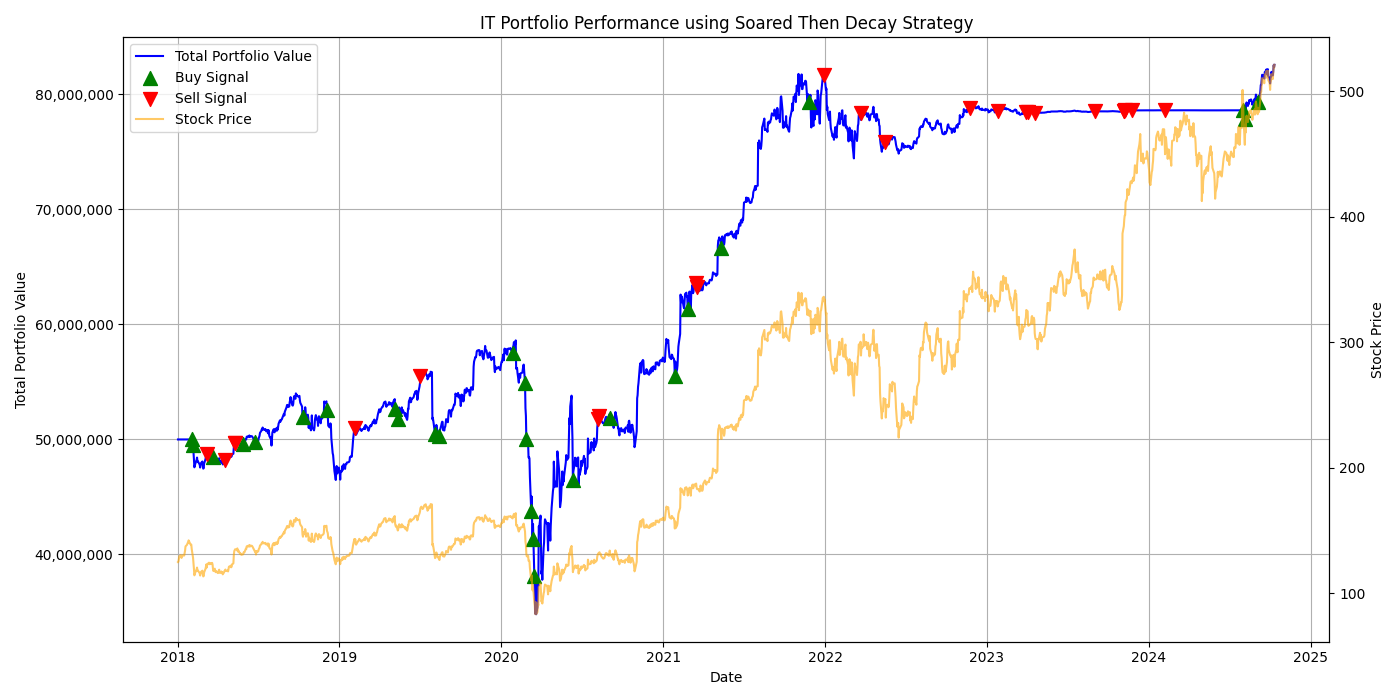 IT Portfolio Performance using Soared Then Decay Strategy
Total Portfolio Value
Buy Signal
Sell Signal
Stock Price
80,000,000
70,000,000
60,000,000
50,000,000
40,000,000
Total Portfolio Value
500
400
300
200
100
Stock Price
2018 2019 2020 2021 2022 2023 2024 2025
Date